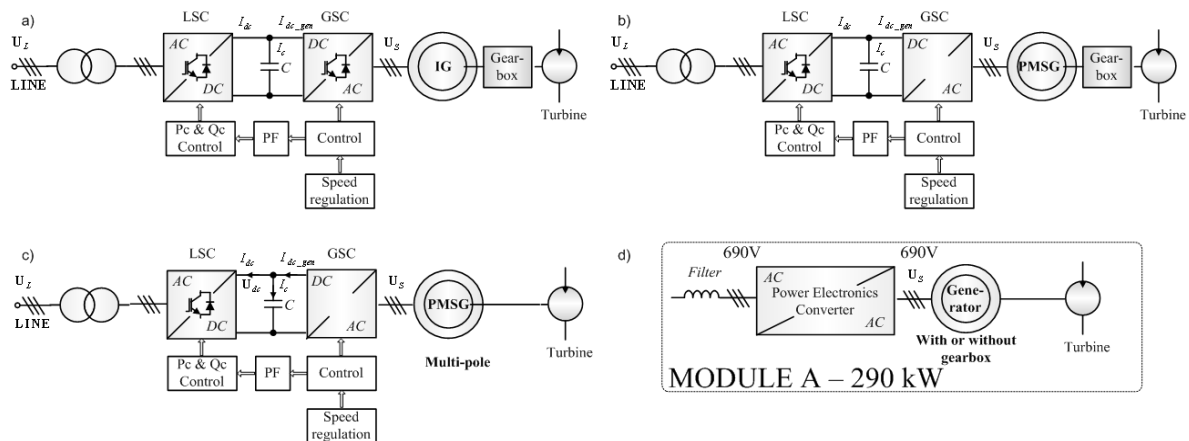 a)
LSC
I_dc
I_dc_gen
GSC
U_L
LINE
AC
DC
I_c
C
DC
AC
U_S
IG
Gear-
box
Turbine
Pc & Qc
Control
PF
Control
Speed
regulation
b)
LSC
I_dc
I_dc_gen
GSC
U_L
LINE
AC
DC
I_c
C
DC
AC
U_S
PMSG
Gear-
box
Turbine
Pc & Qc
Control
PF
Control
Speed
regulation
c)
LSC
I_dc
I_dc_gen
GSC
U_L
LINE
AC
DC
U_dc
I_c
C
DC
AC
U_S
PMSG
Multi-pole
Turbine
Pc & Qc
Control
PF
Control
Speed
regulation
d)
690V
690V
Filter
AC
Power Electronics
Converter
AC
U_S
Gene-
rator
With or without
gearbox
Turbine
MODULE A – 290 kW